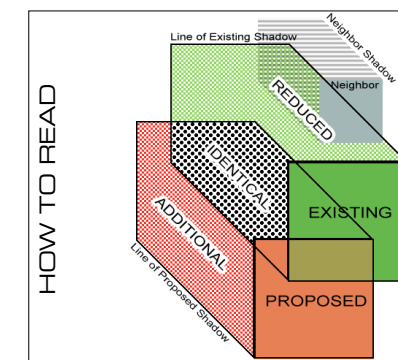 HOW TO READ
Line of Existing Shadow
Neighbor Shadow
Neighbor
REDUCED
IDENTICAL
ADDITIONAL
EXISTING
PROPOSED
Line of Proposed Shadow